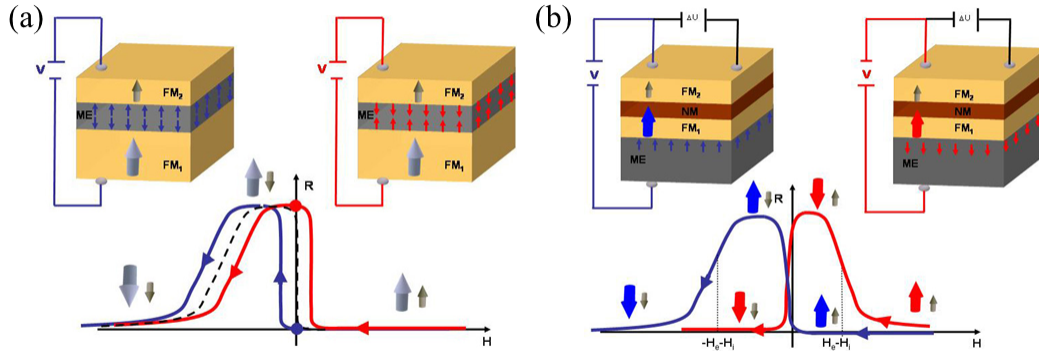 (a)
V
FM₂
ME
FM₁
V
FM₂
ME
FM₁
R
H
(b)
ΔU
V
FM₂
NM
FM₁
ME
ΔU
V
FM₂
NM
FM₁
ME
R
-Hₑ-Hᵢ
Hₑ-Hᵢ
H